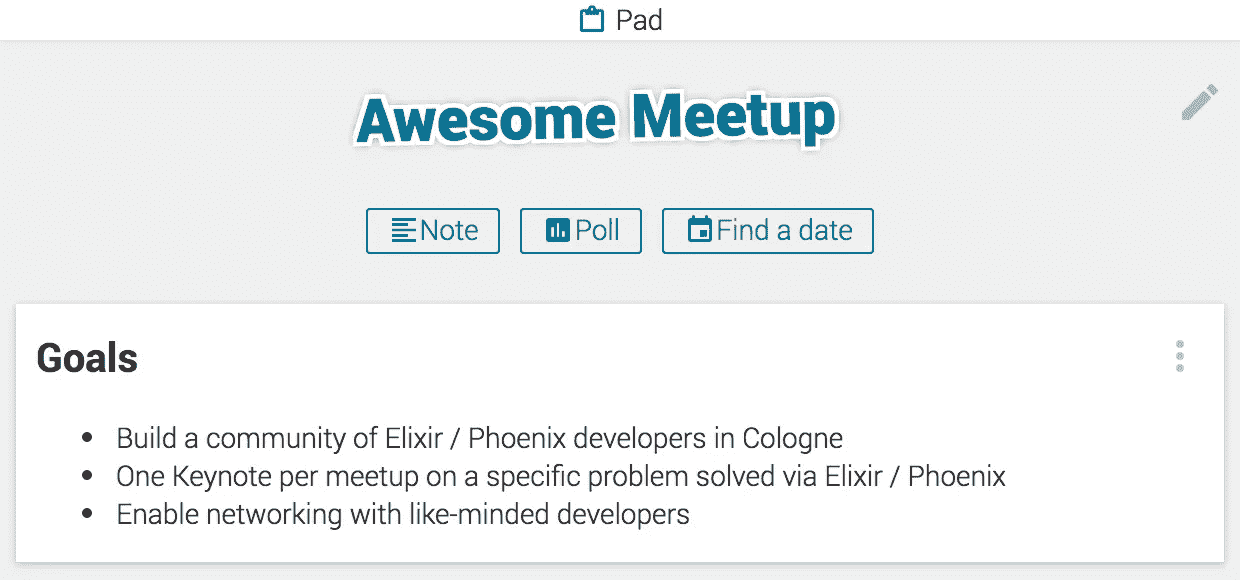 Pad
Awesome Meetup
Note Poll Find a date
Goals
• Build a community of Elixir / Phoenix developers in Cologne
• One Keynote per meetup on a specific problem solved via Elixir / Phoenix
• Enable networking with like-minded developers